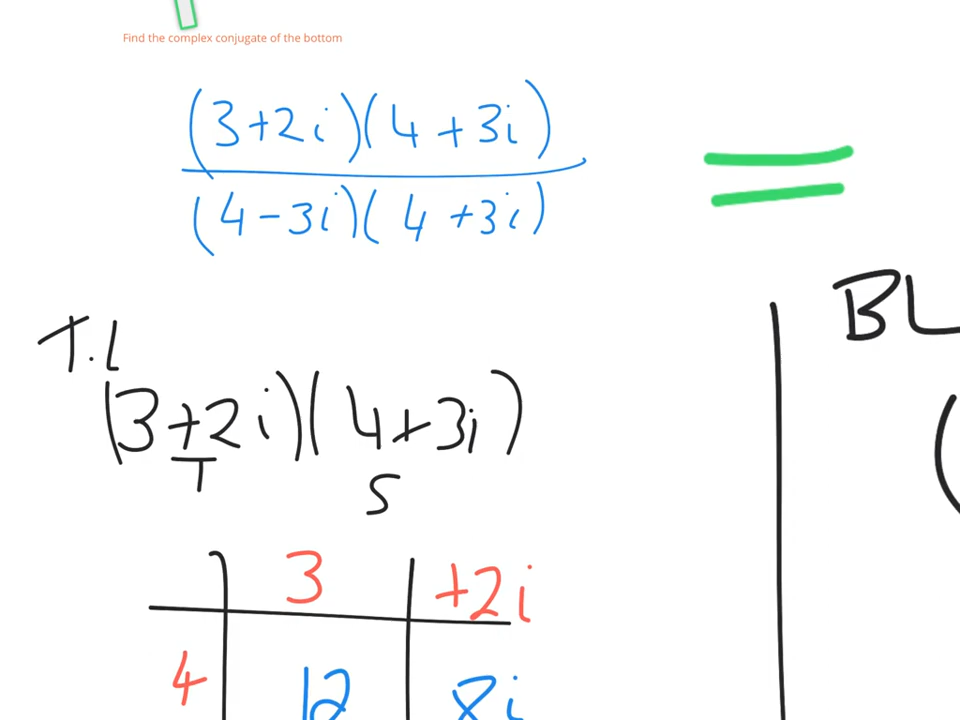 Find the complex conjugate of the bottom
(3+2i)(4+3i)
(4-3i)(4+3i)
=
T.L
BL
(3+2i)(4+3i)
(
T
S
3 +2i
4 12 8i